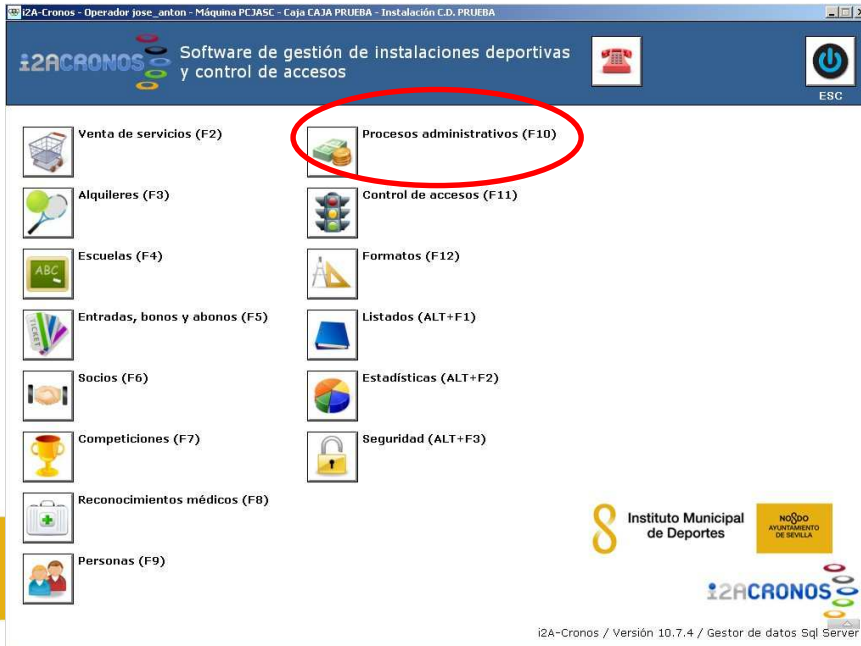 i2A-Cronos - Operador jose_anton - Máquina PCJASC - Caja CAJA PRUEBA - Instalación C.D. PRUEBA
i2ACRONOS
Software de gestión de instalaciones deportivas
y control de accesos
ESC
Venta de servicios (F2)
Procesos administrativos (F10)
Alquileres (F3)
Control de accesos (F11)
ABC
Escuelas (F4)
Formatos (F12)
TICKET
Entradas, bonos y abonos (F5)
Listados (ALT+F1)
Socios (F6)
Estadísticas (ALT+F2)
Competiciones (F7)
Seguridad (ALT+F3)
Reconocimientos médicos (F8)
Personas (F9)
Instituto Municipal
de Deportes
NO8DO
AYUNTAMIENTO
DE SEVILLA
i2ACRONOS
i2A-Cronos / Versión 10.7.4 / Gestor de datos Sql Server